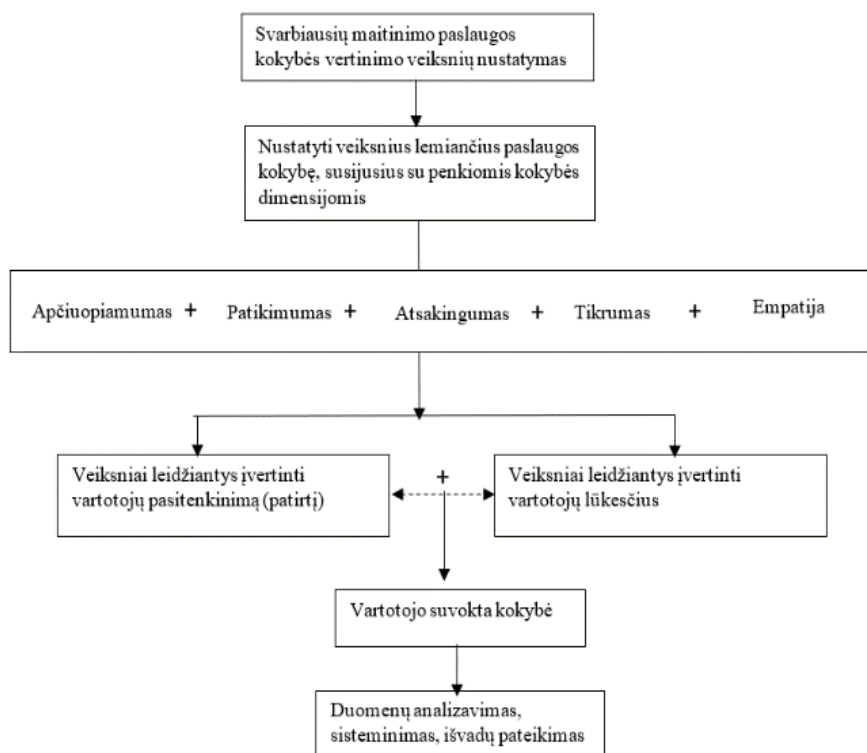 Svarbiausių maitinimo paslaugos
kokybės vertinimo veiksnių nustatymas
Nustatyti veiksnius lemiančius paslaugos
kokybę, susijusius su penkiomis kokybės
dimensijomis
Apčiuopiamumas + Patikimumas + Atsakingumas + Tikrumas + Empatija
Veiksniai leidžiantys įvertinti
vartotojų pasitenkinimą (patirtį)
+
Veiksniai leidžiantys įvertinti
vartotojų lūkesčius
Vartotojo suvokta kokybė
Duomenų analizavimas,
sisteminimas, išvadų pateikimas